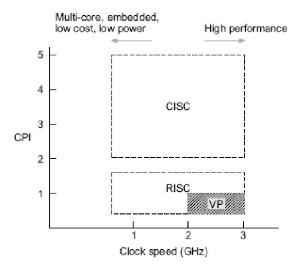 Multi-core, embedded,
low cost, low power
High performance
5
4
3
2
1
CPI
CISC
RISC
VP
1
2
3
Clock speed (GHz)